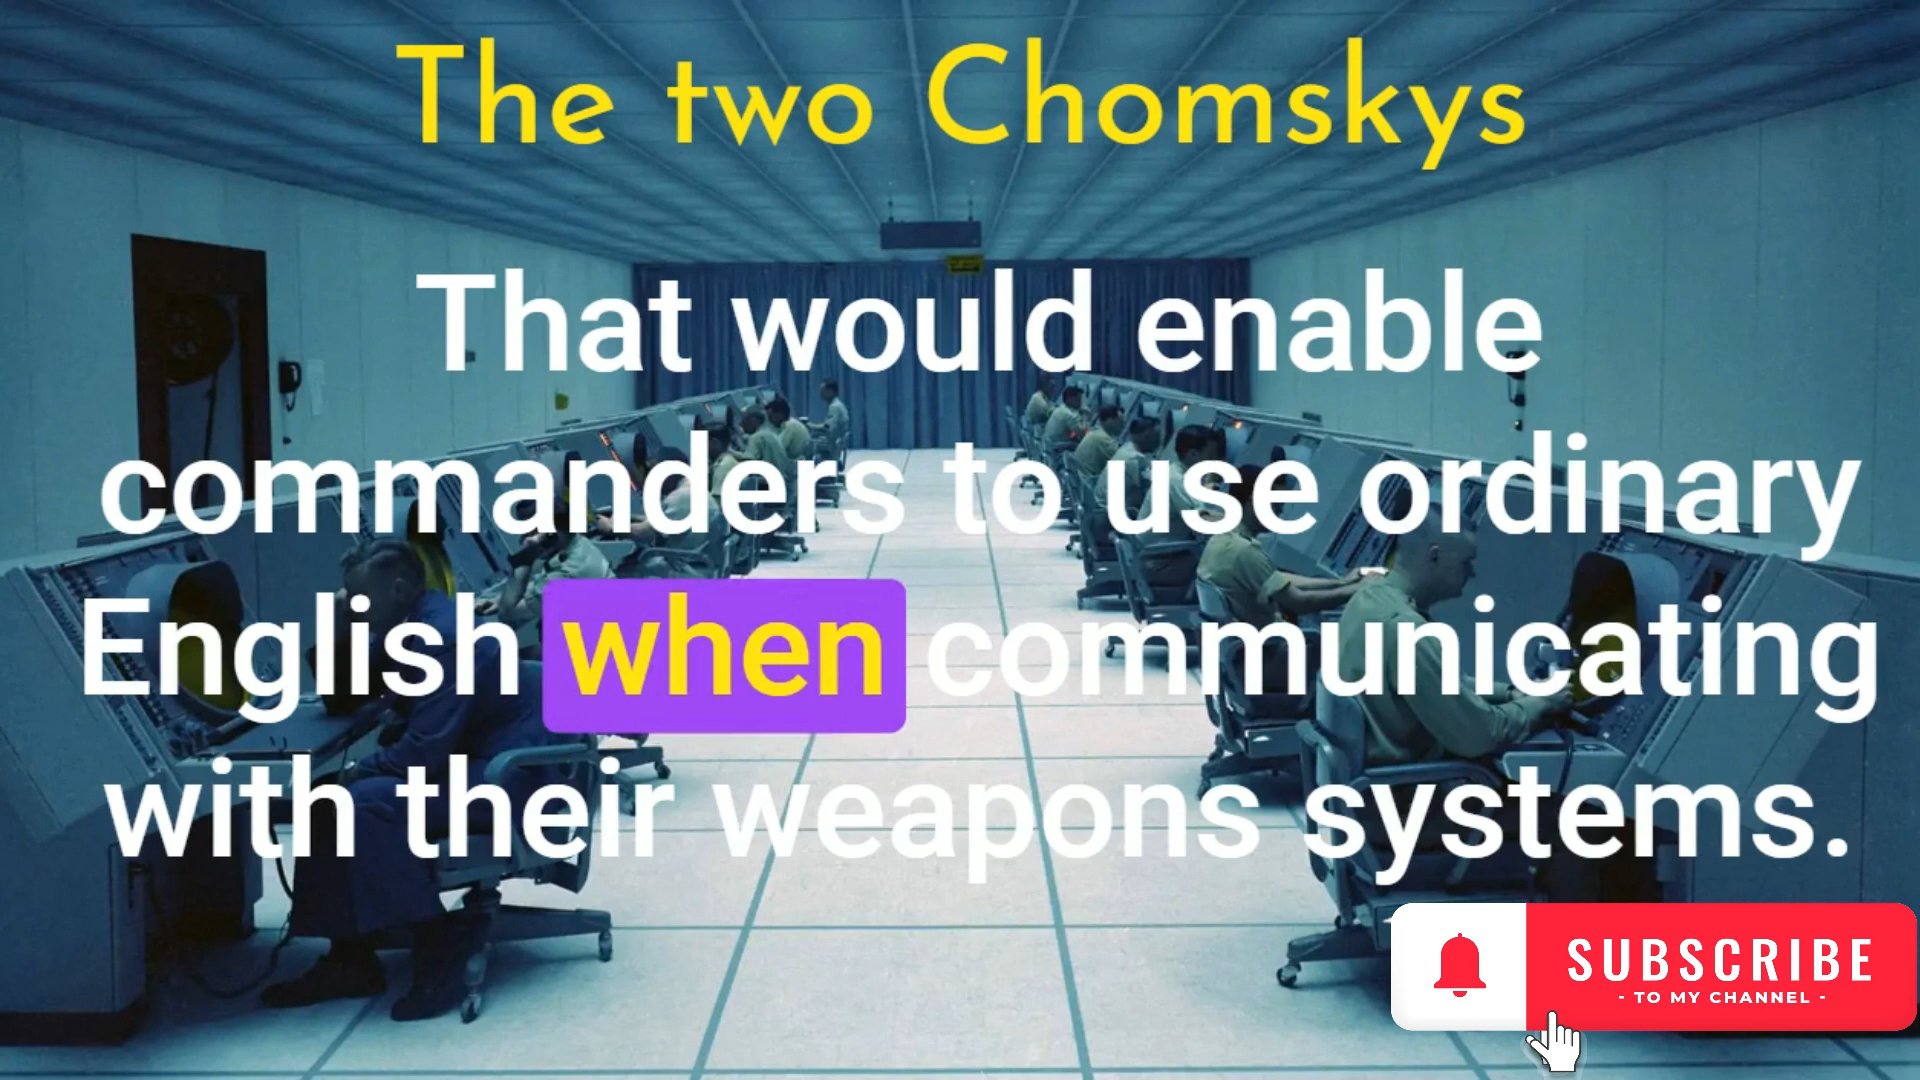 The two Chomskys
That would enable
commanders to use ordinary
English when communicating
with their weapons systems.
SUBSCRIBE
- TO MY CHANNEL -